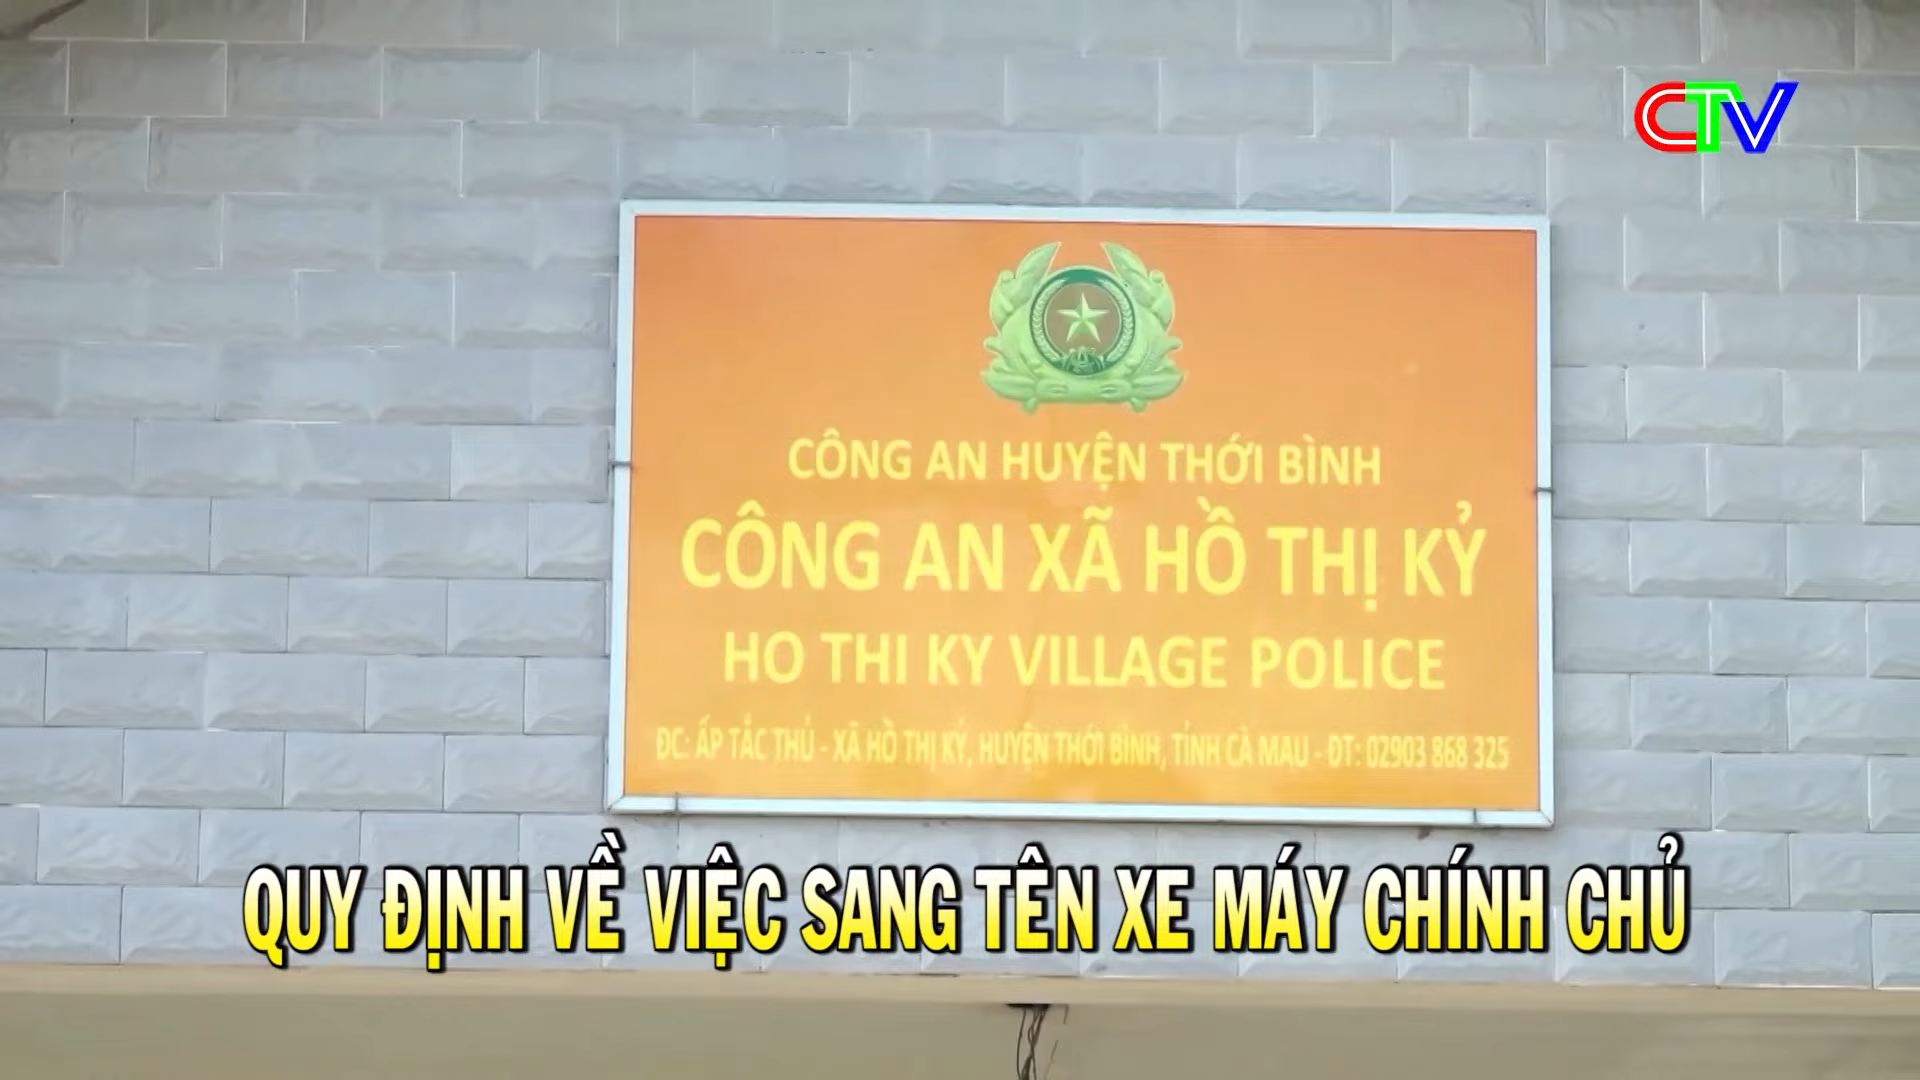 CTV
CÔNG AN HUYỆN THỚI BÌNH
CÔNG AN XÃ HỒ THỊ KỶ
HO THI KY VILLAGE POLICE
ĐC: ẤP TẮC THỦ - XÃ HỒ THỊ KỶ, HUYỆN THỚI BÌNH, TỈNH CÀ MAU - ĐT: 02903 868 325
QUY ĐỊNH VỀ VIỆC SANG TÊN XE MÁY CHÍNH CHỦ